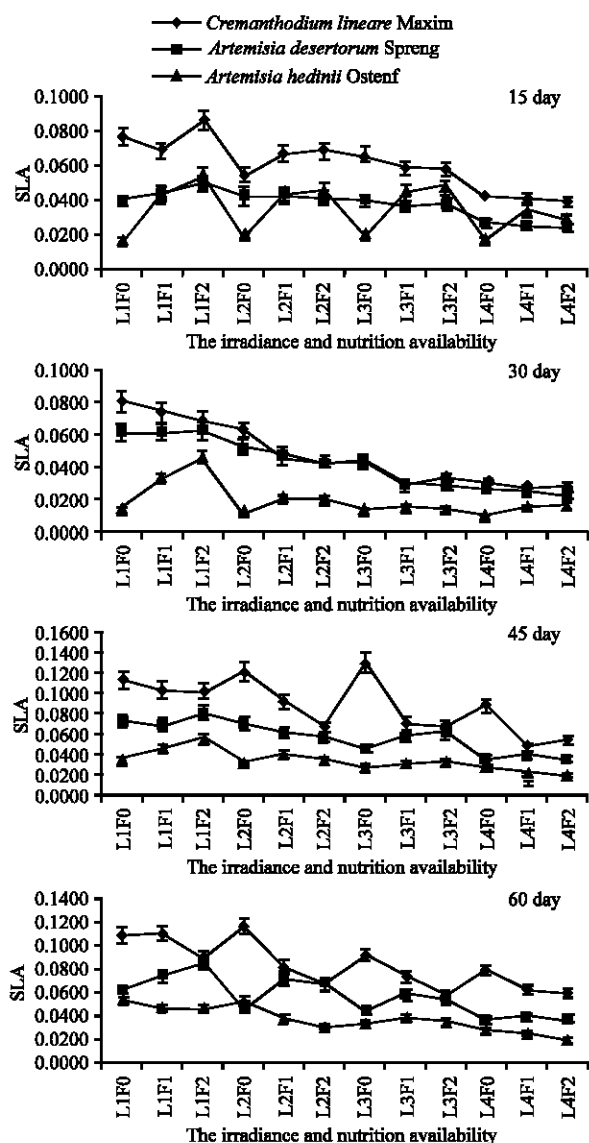 Cremanthodium lineare Maxim
Artemisia desertorum Spreng
Artemisia hedinii Ostenf
15 day
SLA
0.1000
0.0800
0.0600
0.0400
0.0200
0.0000
L1F0 L1F1 L1F2 L2F0 L2F1 L2F2 L3F0 L3F1 L3F2 L4F0 L4F1 L4F2
The irradiance and nutrition availability
30 day
SLA
0.1000
0.0800
0.0600
0.0400
0.0200
0.0000
L1F0 L1F1 L1F2 L2F0 L2F1 L2F2 L3F0 L3F1 L3F2 L4F0 L4F1 L4F2
The irradiance and nutrition availability
45 day
SLA
0.1600
0.1400
0.1200
0.1000
0.0800
0.0600
0.0400
0.0200
0.0000
L1F0 L1F1 L1F2 L2F0 L2F1 L2F2 L3F0 L3F1 L3F2 L4F0 L4F1 L4F2
The irradiance and nutrition availability
60 day
SLA
0.1400
0.1200
0.1000
0.0800
0.0600
0.0400
0.0200
0.0000
L1F0 L1F1 L1F2 L2F0 L2F1 L2F2 L3F0 L3F1 L3F2 L4F0 L4F1 L4F2
The irradiance and nutrition availability